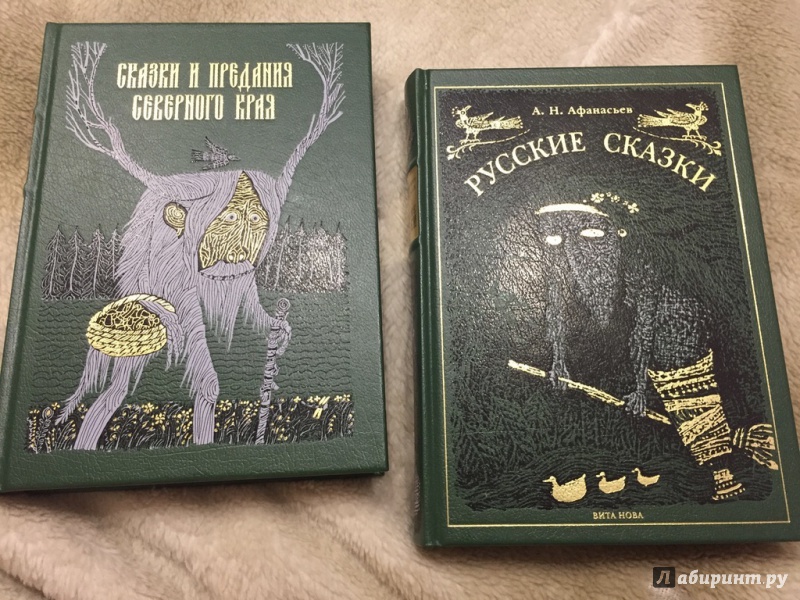 СКАЗКИ И ПРЕДАНИЯ
СЕВЕРНОГО КРАЯ
А. Н. Афанасьев
РУССКИЕ СКАЗКИ
ВИТА НОВА
Лабиринт.ру